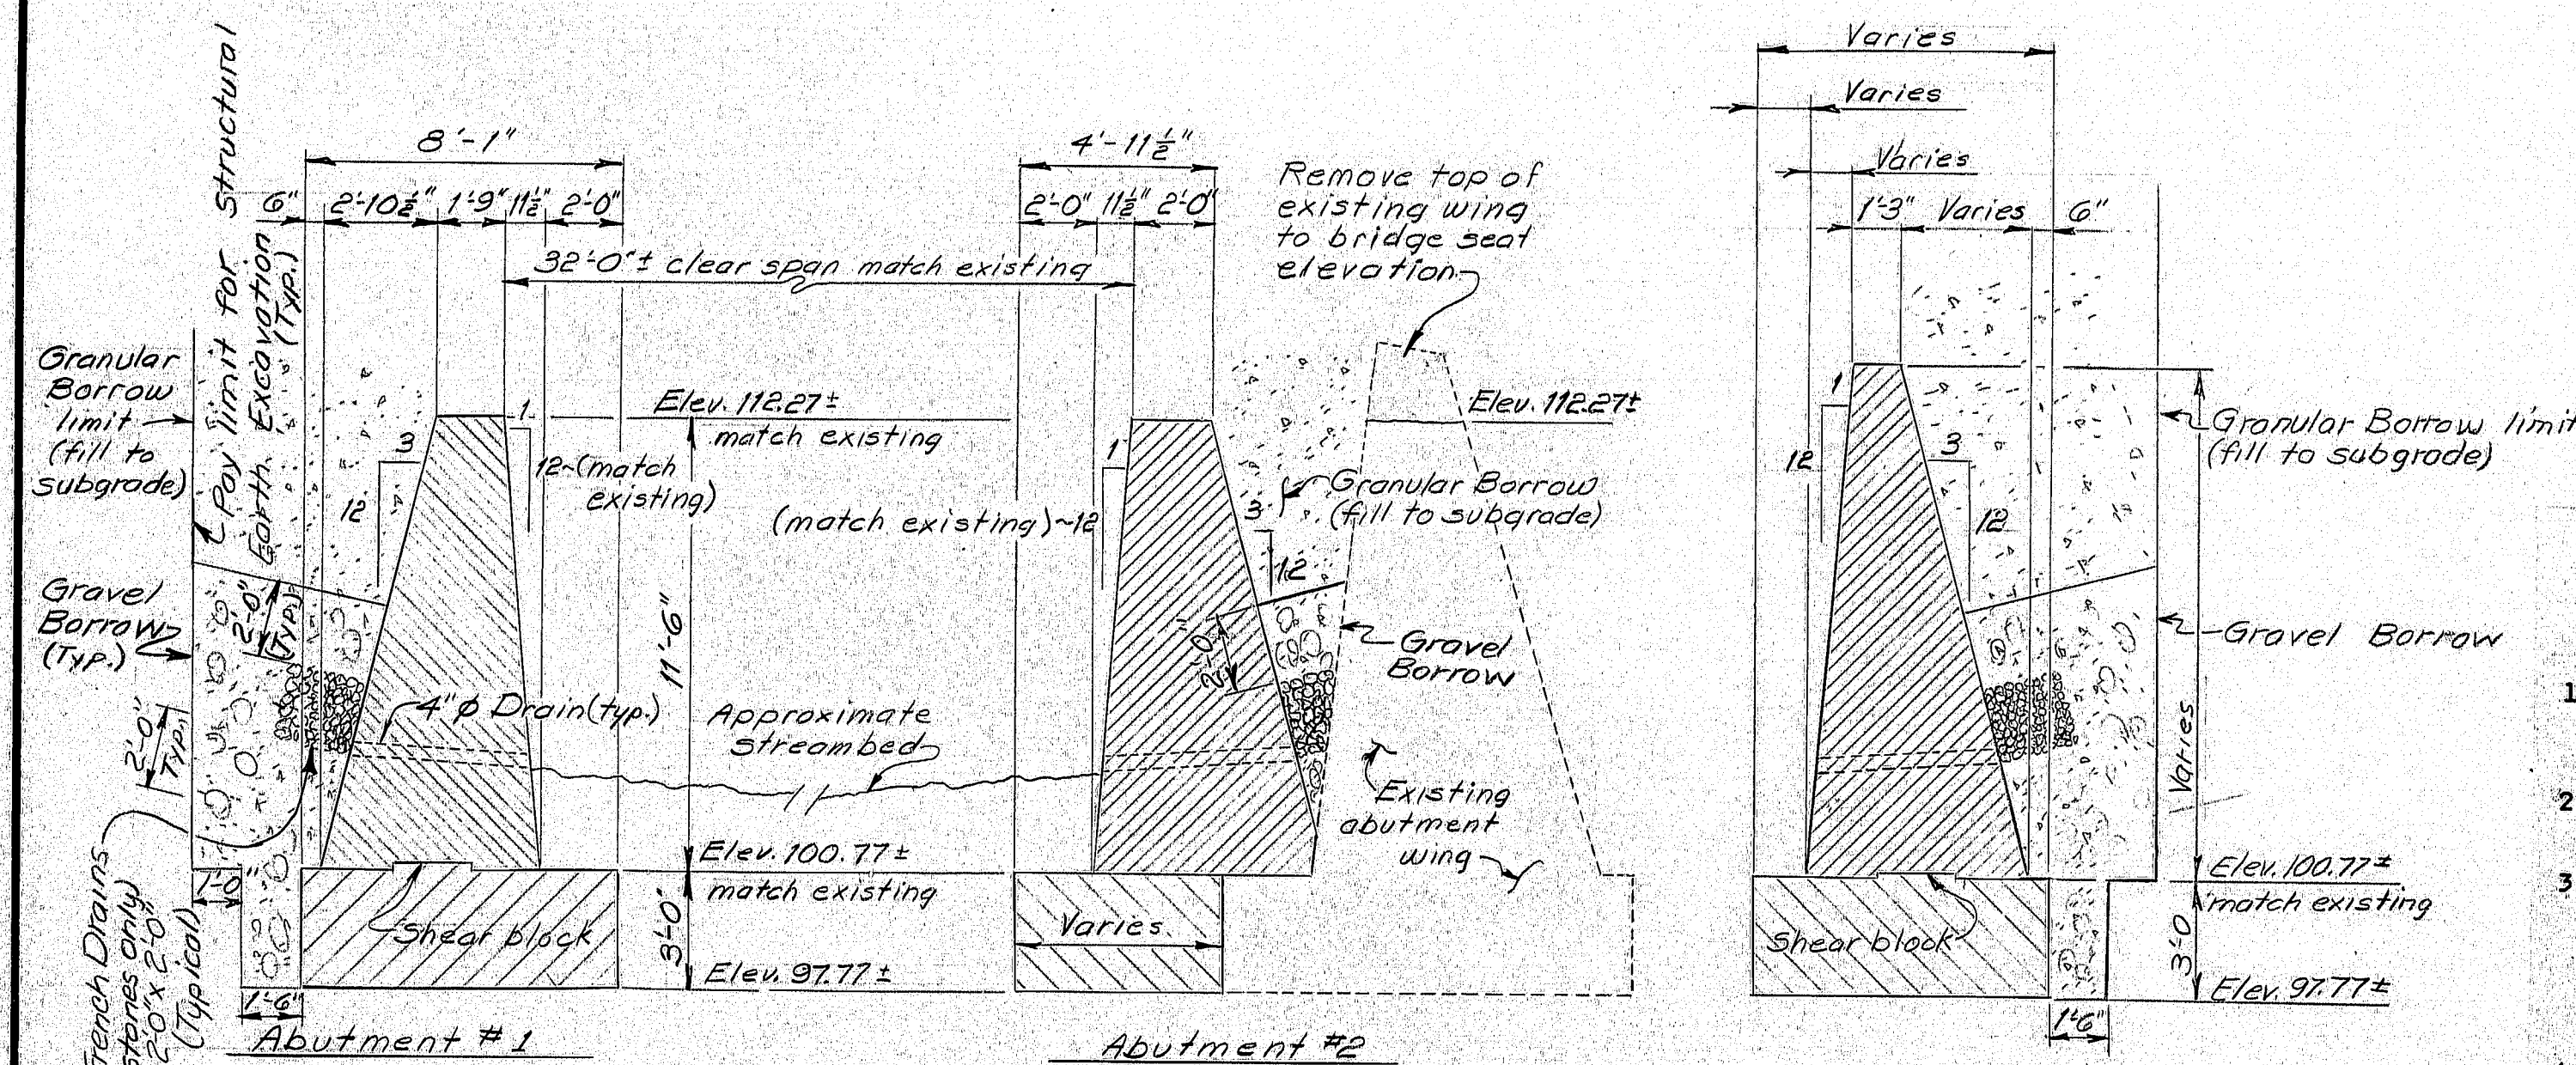 Pay limit for Structural
Earth Excavation
(Typ.)
8'-1"
6"
2'-10½"
1'-9"
11½"
2'-0"
4'-11½"
2'-0"
11½"
2'-0"
32'-0"± clear span match existing
Remove top of
existing wing
to bridge seat
elevation
Varies
Varies
Varies
1'-3"
Varies
6"
Granular
Borrow
limit
(fill to
subgrade)
Elev. 112.27±
match existing
1
12~(match
existing)
3
12
Elev. 112.27±
1
(match existing)~12
3
12
Granular Borrow
(fill to subgrade)
1
12
3
12
Granular Borrow limit
(fill to subgrade)
Gravel
Borrow
(Typ.)
2'-0"
(Typ.)
2'-0"
Typ.
4" ø Drain(typ.)
11'-6"
Approximate
streambed
2'-0"
Gravel
Borrow
Existing
abutment
wing
Gravel Borrow
Varies
1
2
3
1'-0"
Shear block
Elev. 100.77±
match existing
3'-0"
Elev. 97.77±
Varies
Shear block
Elev. 100.77±
match existing
3'-0
Elev. 97.77±
1'-6"
1'-6"
French Drains
stones only
2'-0" x 2'-0"
(Typical)
Abutment #1
Abutment #2